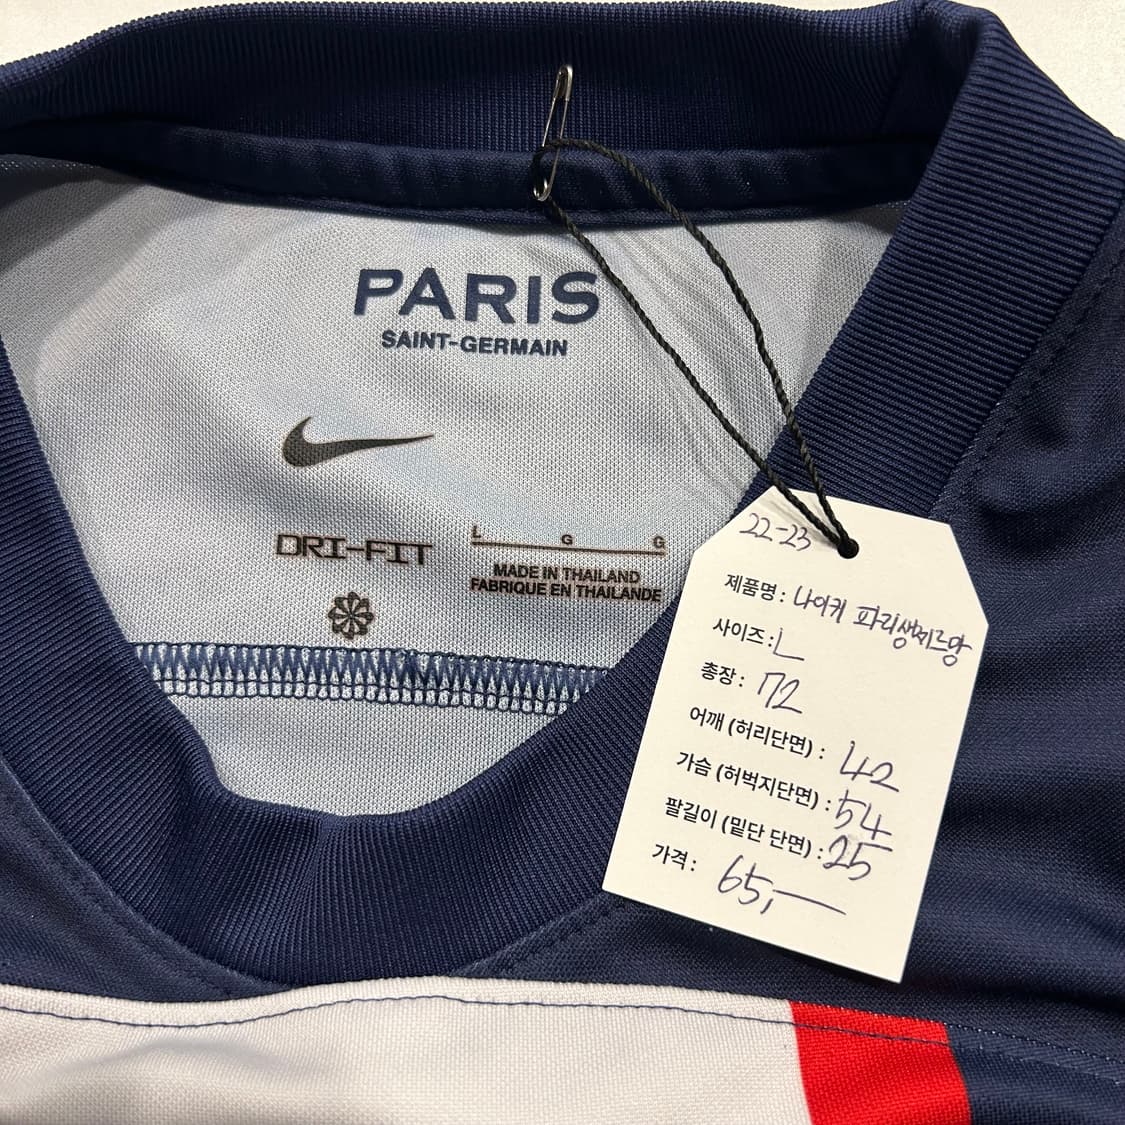 PARIS
SAINT-GERMAIN
DRI-FIT
L G G
MADE IN THAILAND
FABRIQUE EN THAILANDE
22-23
제품명: 나이키 파리생제르망
사이즈: L
총장: 72
어깨 (허리단면): 42
가슴 (허벅지단면): 54
팔길이 (밑단 단면): 25
가격: 65,—